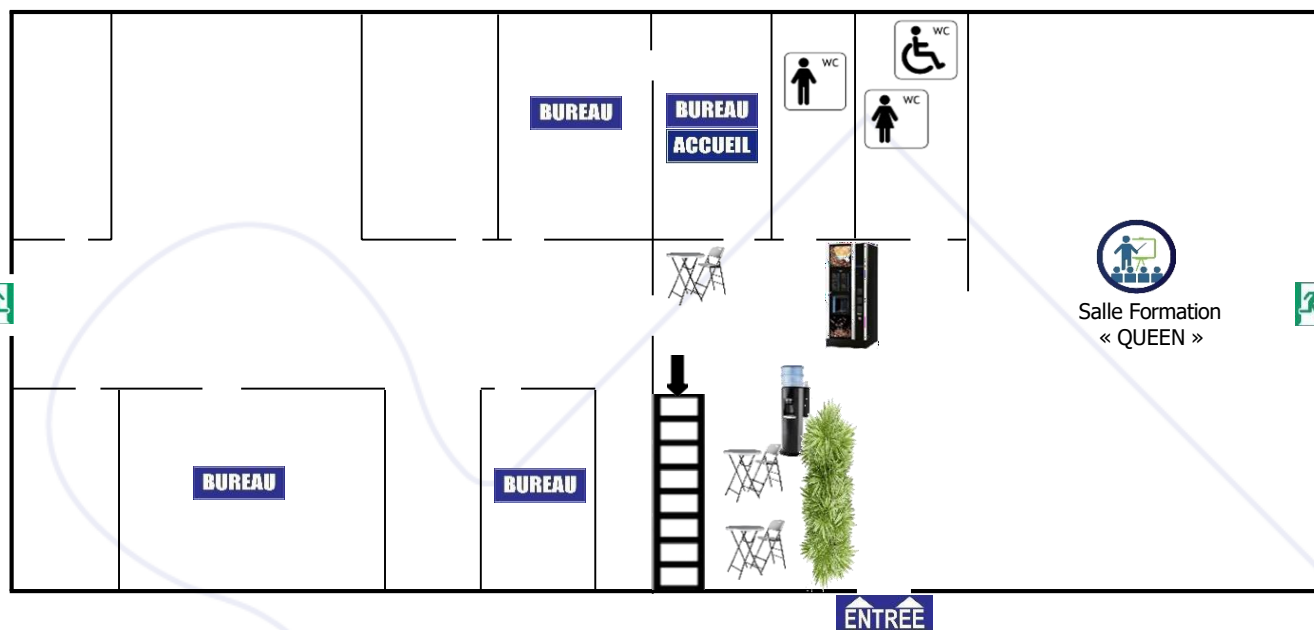 WC
WC
WC
BUREAU
BUREAU
ACCUEIL
Salle Formation
« QUEEN »
BUREAU
BUREAU
ENTREE